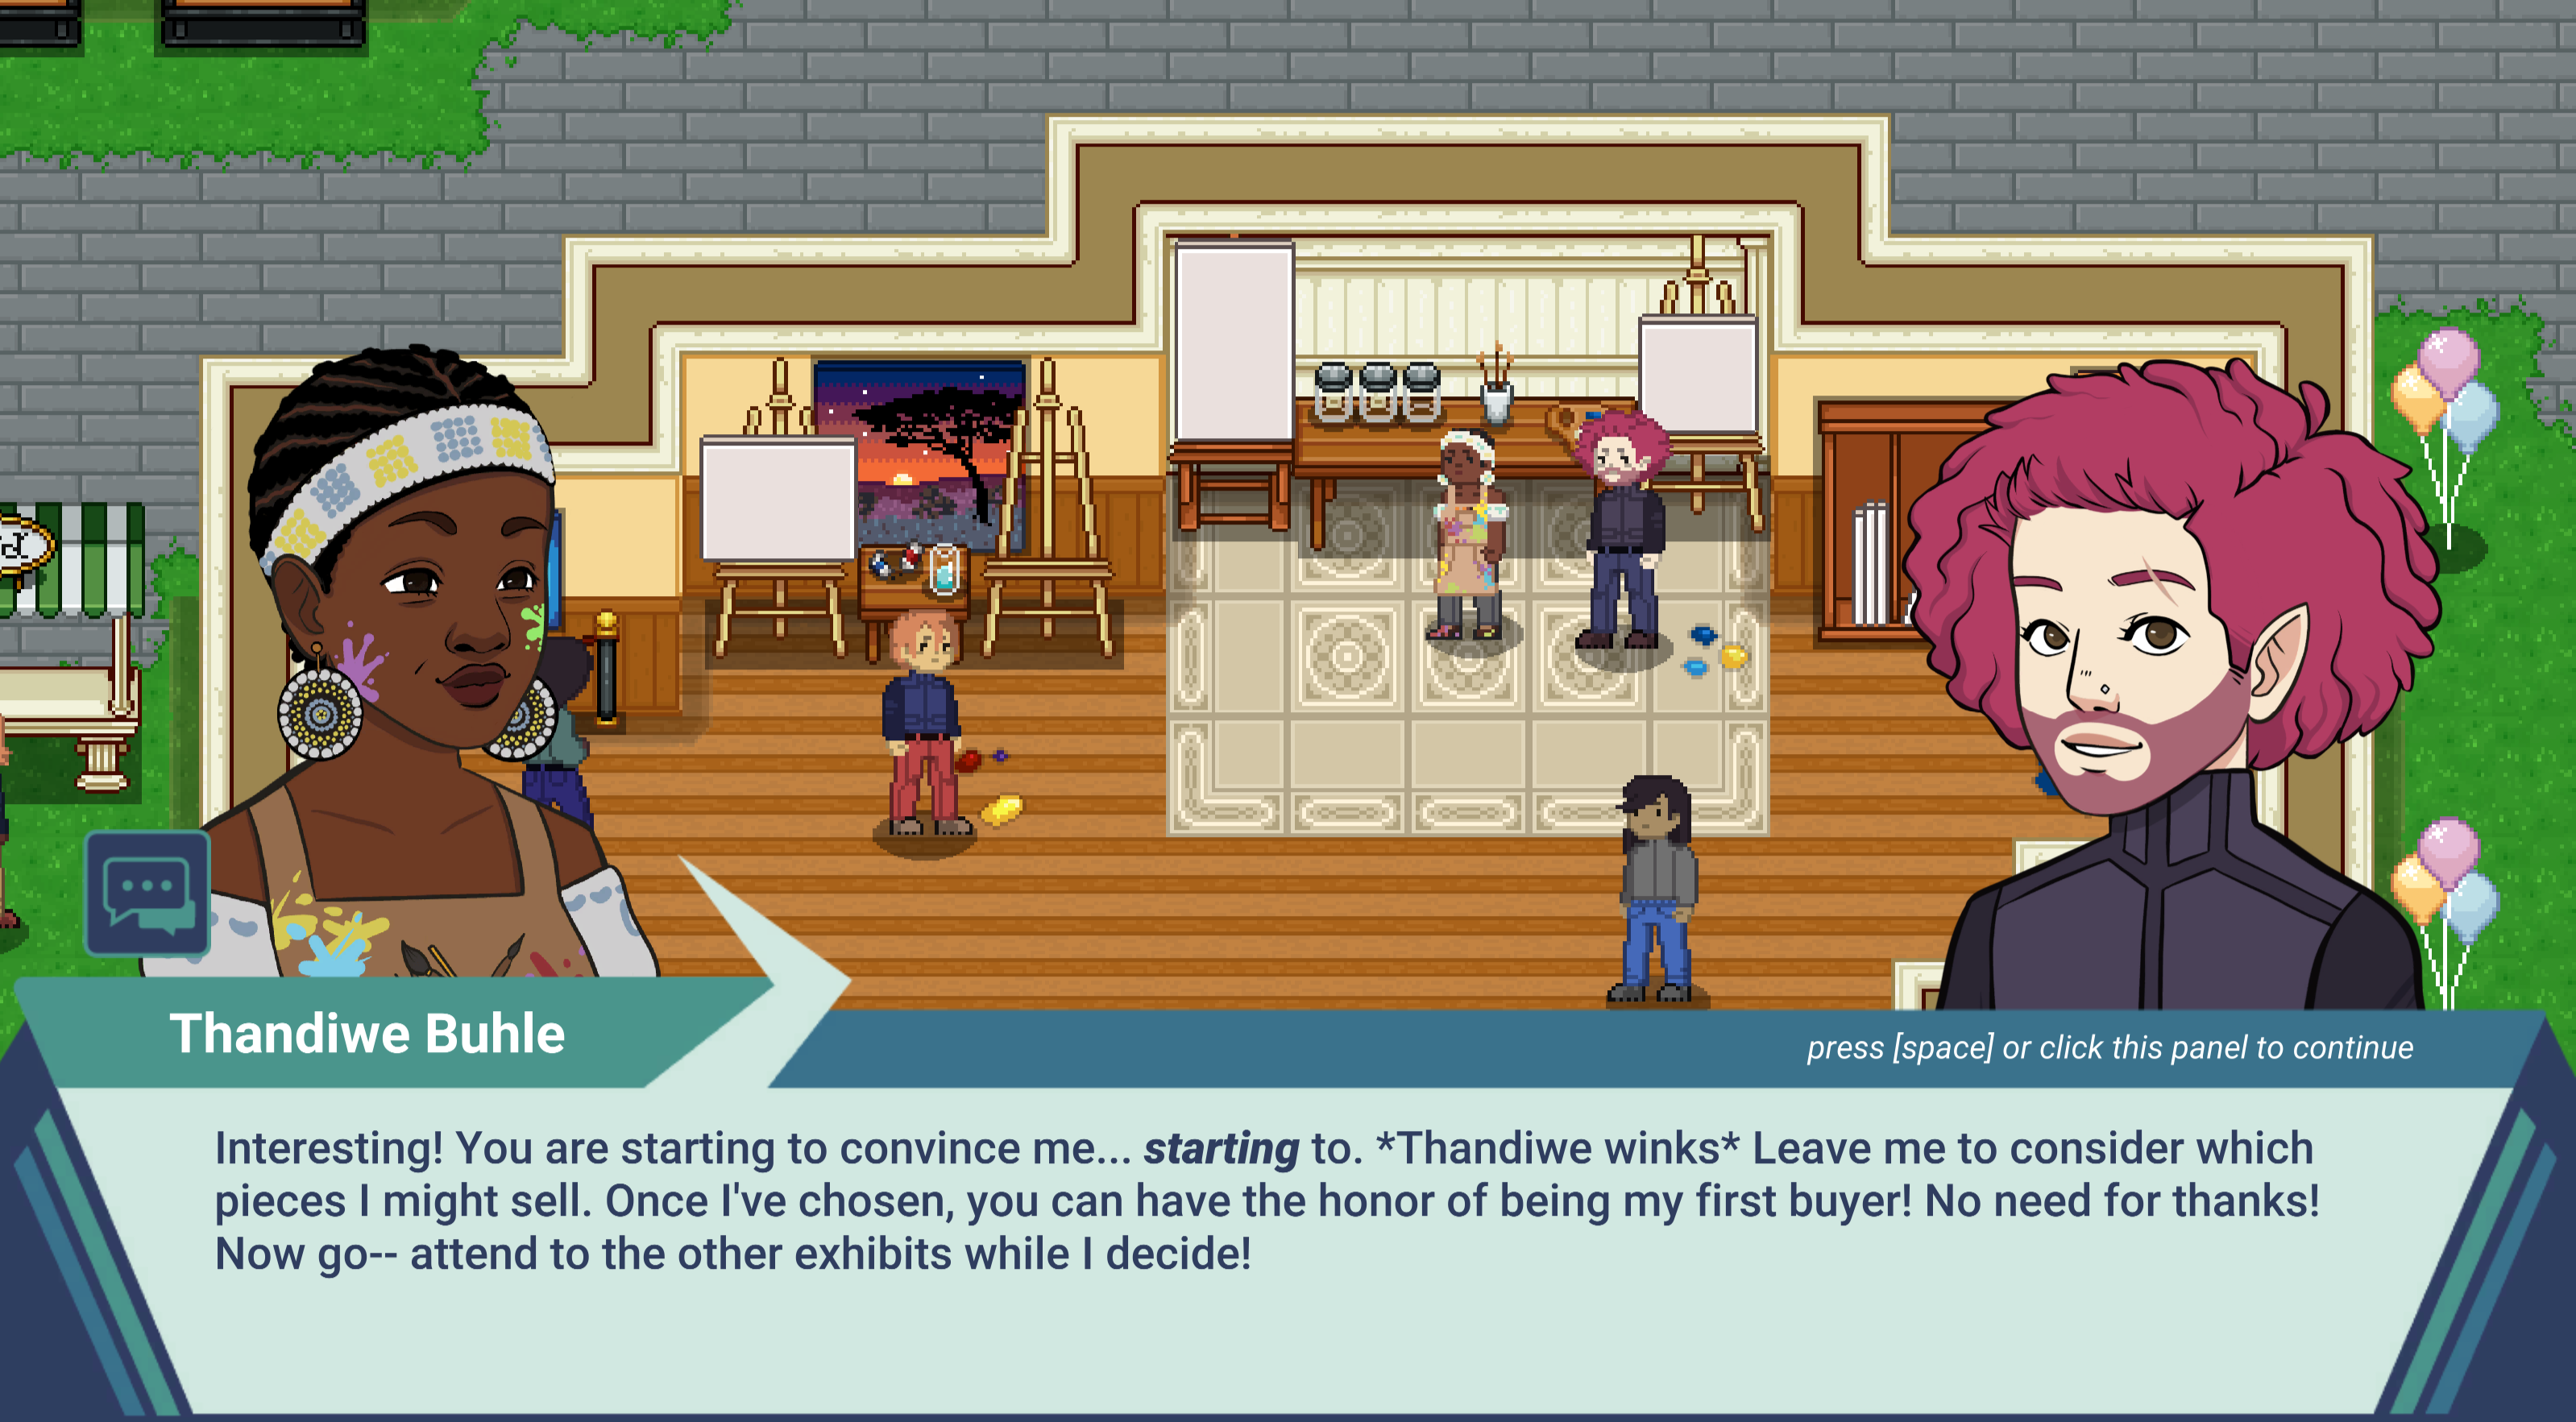 Thandiwe Buhle
press [space] or click this panel to continue
Interesting! You are starting to convince me... starting to. *Thandiwe winks* Leave me to consider which
pieces I might sell. Once I've chosen, you can have the honor of being my first buyer! No need for thanks!
Now go-- attend to the other exhibits while I decide!